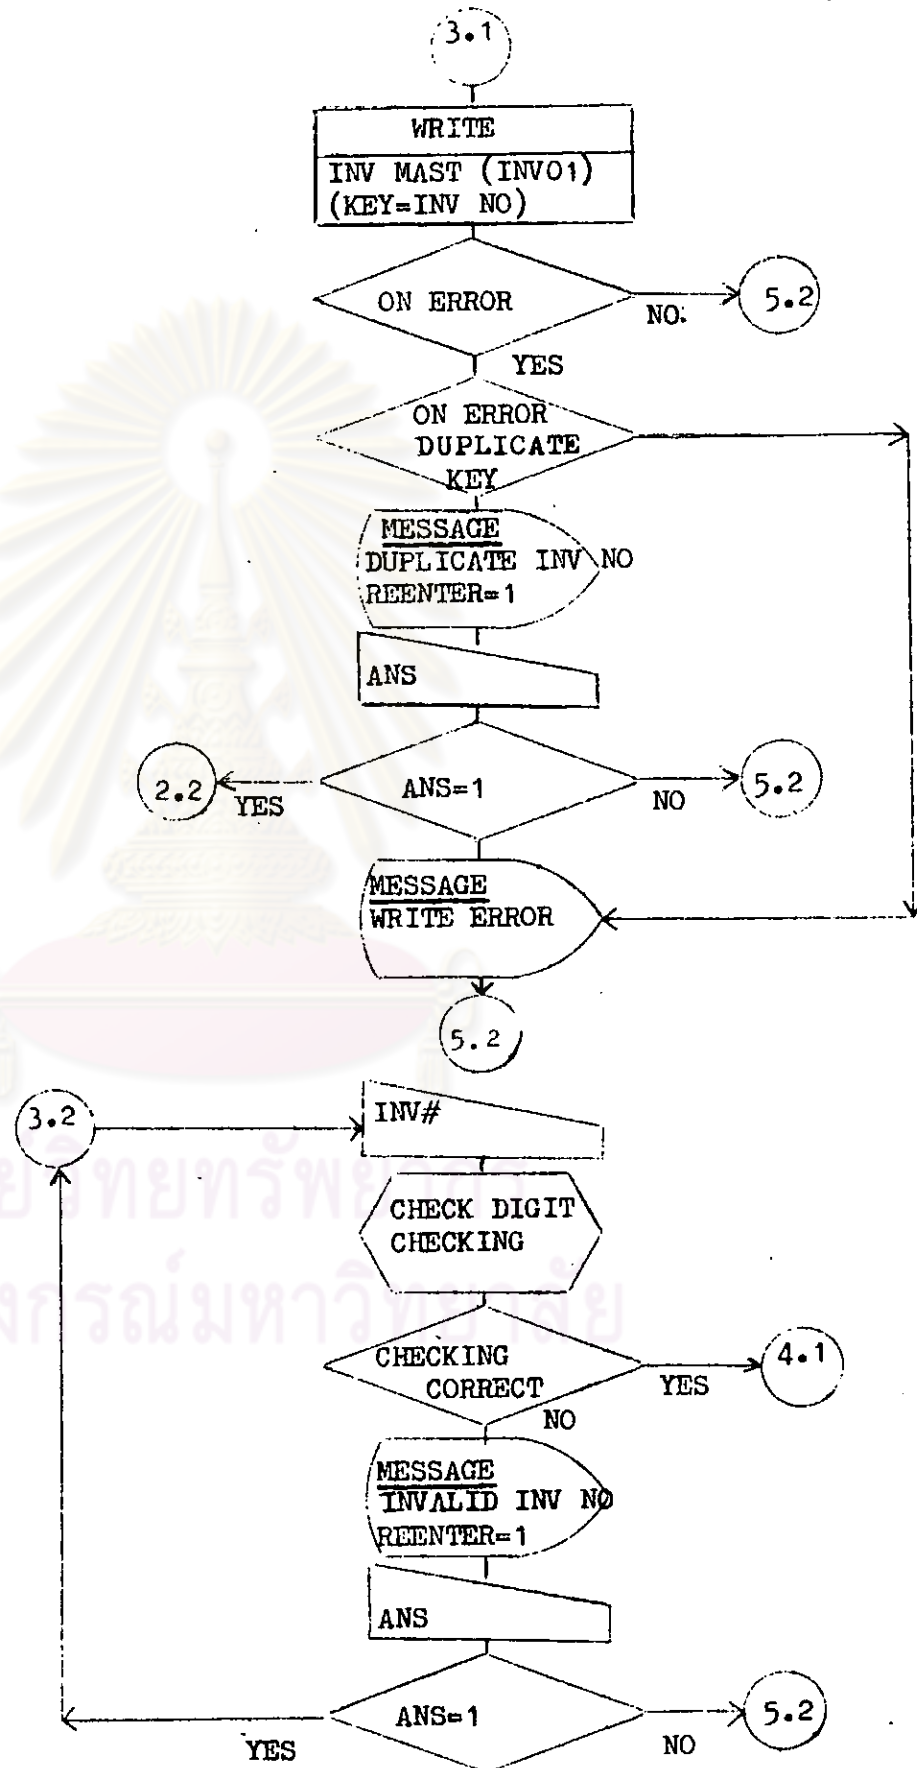 3.1
WRITE
INV MAST (INV01)
(KEY=INV NO)
ON ERROR
NO.
5.2
YES
ON ERROR
DUPLICATE
KEY
MESSAGE
DUPLICATE INV NO
REENTER=1
ANS
2.2
YES
ANS=1
NO
5.2
MESSAGE
WRITE ERROR
5.2
3.2
INV#
CHECK DIGIT
CHECKING
CHECKING
CORRECT
YES
4.1
NO
MESSAGE
INVALID INV NO
REENTER=1
ANS
ANS=1
YES
NO
5.2